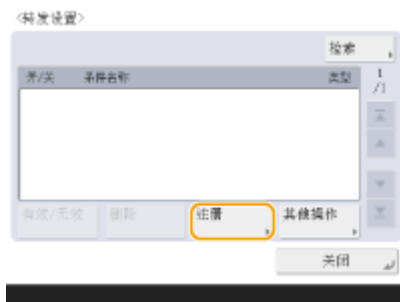 <转发设置>
检索
开/关 条件名称 类型 1/1
有效/无效 删除 注册 其他操作
关闭